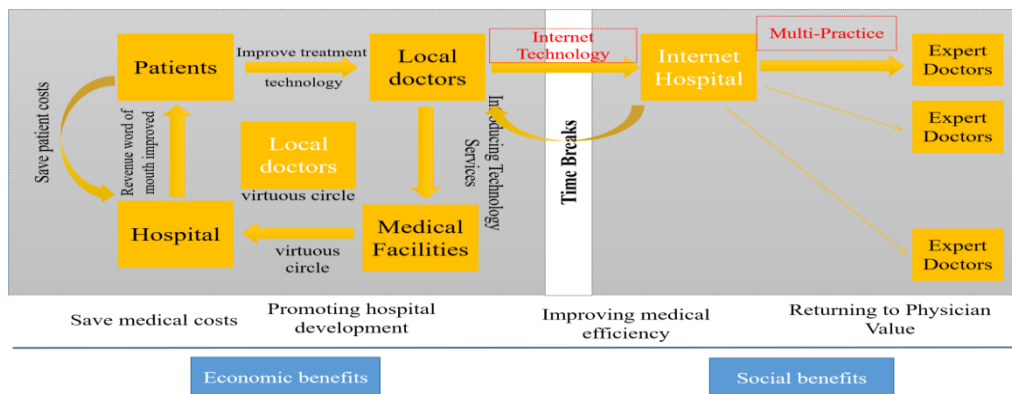 Patients
Improve treatment
technology
Local
doctors
Internet
Technology
Internet
Hospital
Multi-Practice
Expert
Doctors
Expert
Doctors
Expert
Doctors
Save patient costs
Revenue word of
mouth improved
Local
doctors
virtuous circle
Introducing Technology
Services
Time Breaks
Hospital
virtuous
circle
Medical
Facilities
Save medical costs
Promoting hospital
development
Improving medical
efficiency
Returning to Physician
Value
Economic benefits
Social benefits